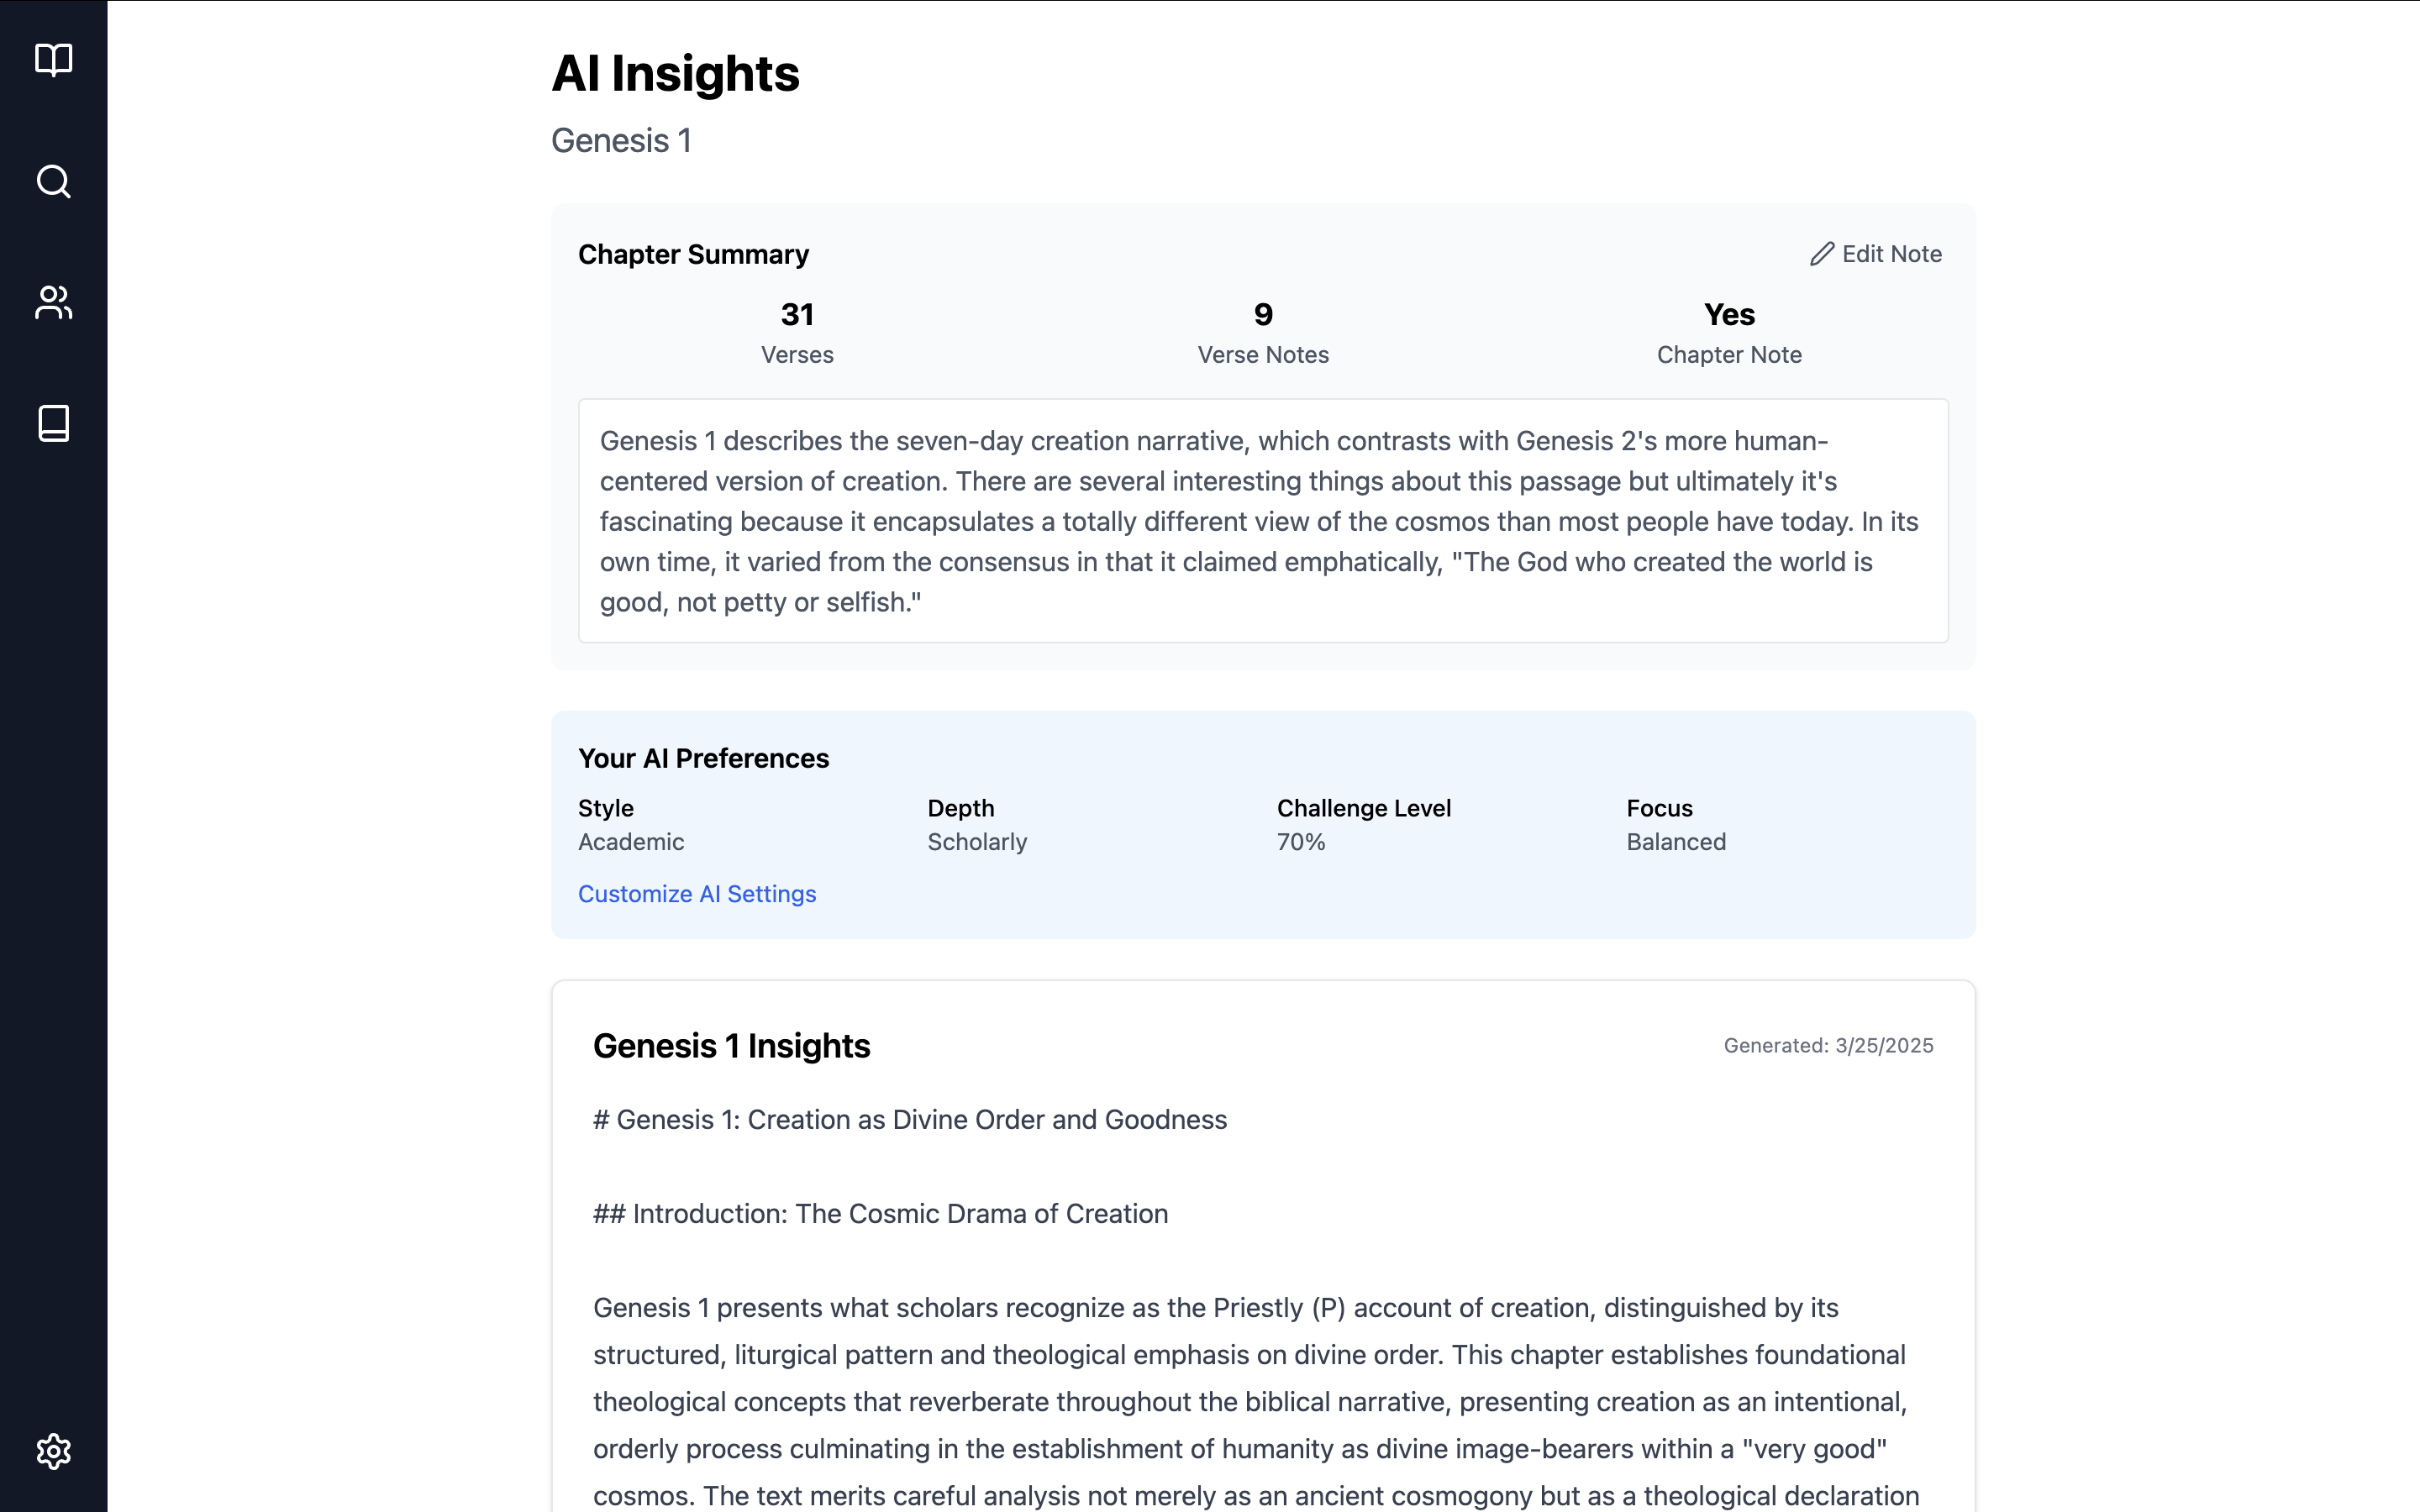 AI Insights
Genesis 1
Chapter Summary
Edit Note
31
Verses
9
Verse Notes
Yes
Chapter Note
Genesis 1 describes the seven-day creation narrative, which contrasts with Genesis 2's more human-
centered version of creation. There are several interesting things about this passage but ultimately it's
fascinating because it encapsulates a totally different view of the cosmos than most people have today. In its
own time, it varied from the consensus in that it claimed emphatically, "The God who created the world is
good, not petty or selfish."
Your AI Preferences
Style
Academic
Depth
Scholarly
Challenge Level
70%
Focus
Balanced
Customize AI Settings
Genesis 1 Insights
Generated: 3/25/2025
# Genesis 1: Creation as Divine Order and Goodness
## Introduction: The Cosmic Drama of Creation
Genesis 1 presents what scholars recognize as the Priestly (P) account of creation, distinguished by its
structured, liturgical pattern and theological emphasis on divine order. This chapter establishes foundational
theological concepts that reverberate throughout the biblical narrative, presenting creation as an intentional,
orderly process culminating in the establishment of humanity as divine image-bearers within a "very good"
cosmos. The text merits careful analysis not merely as an ancient cosmogony but as a theological declaration